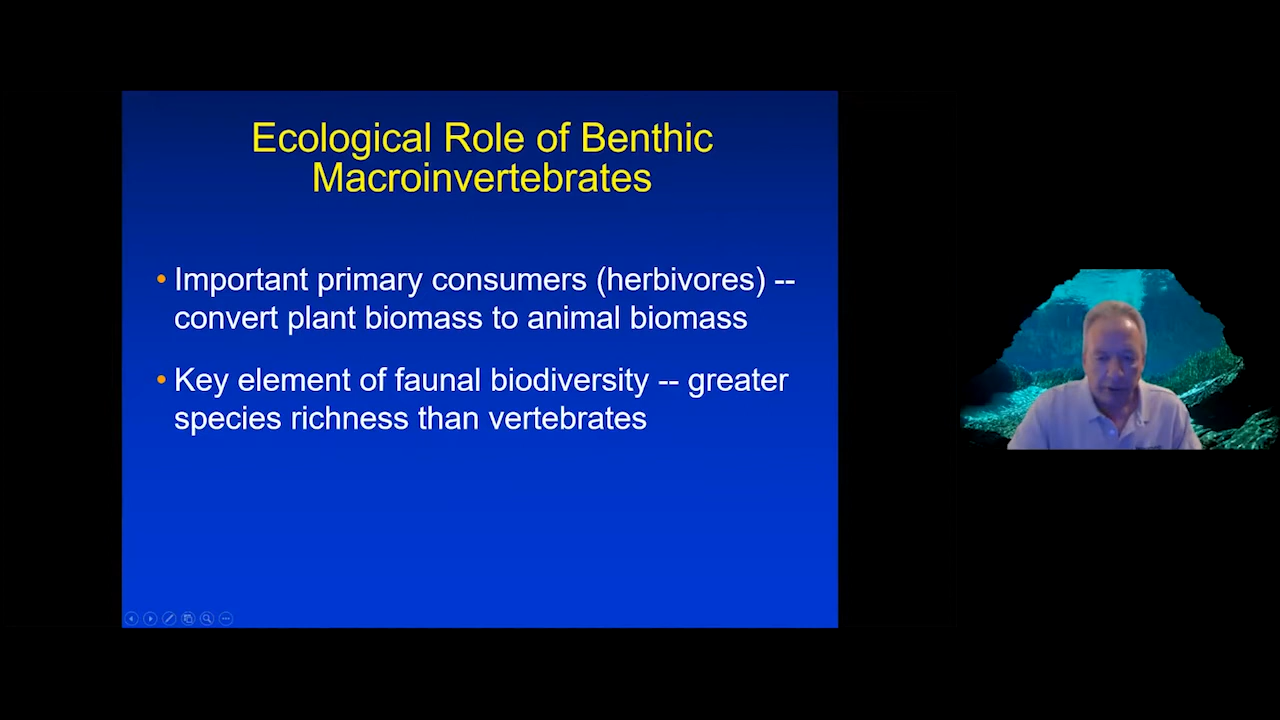 Ecological Role of Benthic
Macroinvertebrates
• Important primary consumers (herbivores) --
convert plant biomass to animal biomass
• Key element of faunal biodiversity -- greater
species richness than vertebrates